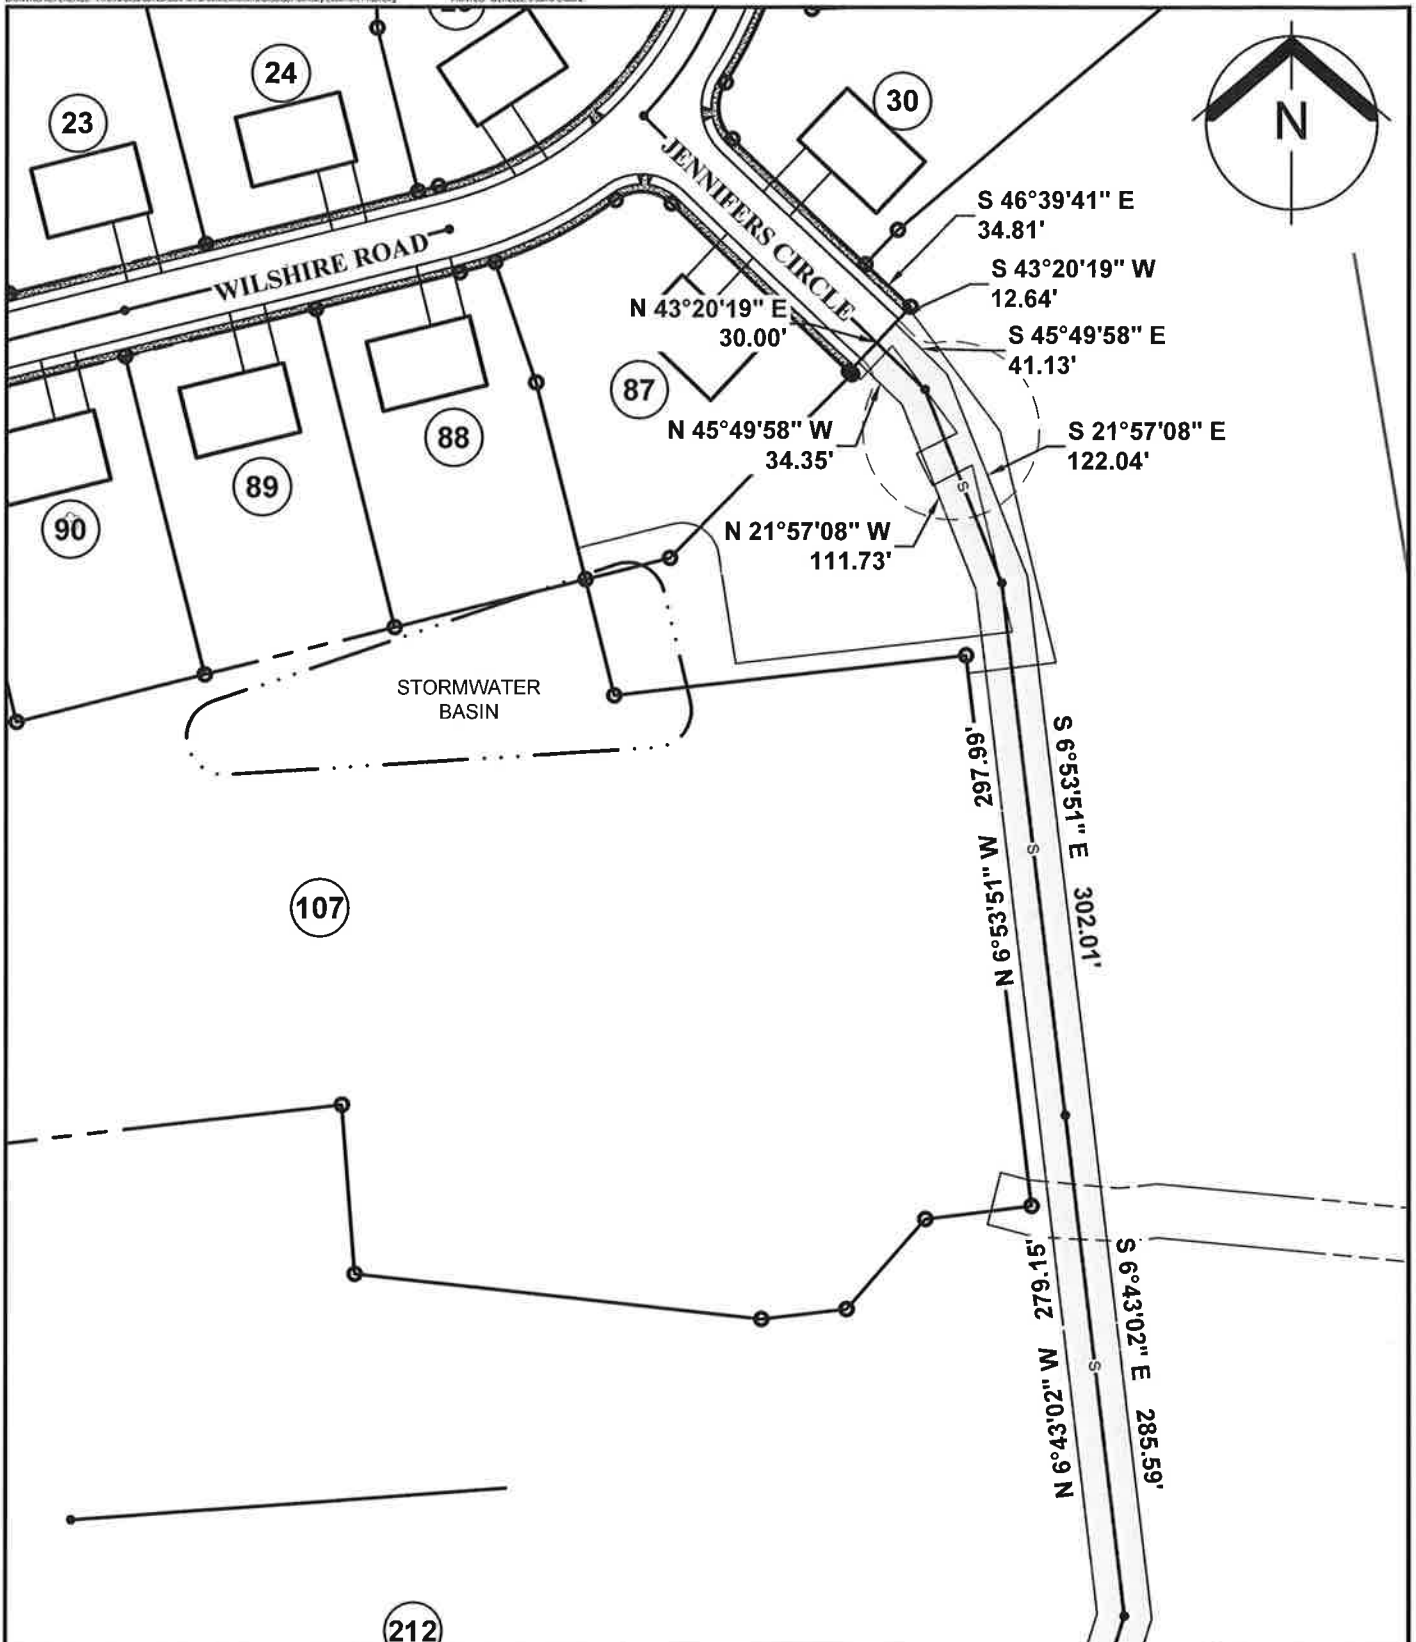 24
30
23
N
JENNIFERS CIRCLE
S 46°39'41" E
34.81'
WILSHIRE ROAD
S 43°20'19" W
12.64'
N 43°20'19" E
30.00'
S 45°49'58" E
41.13'
87
N 45°49'58" W
34.35'
S 21°57'08" E
122.04'
88
89
90
S
N 21°57'08" W
111.73'
STORMWATER
BASIN
N 6°53'51" W 297.99'
S 6°53'51" E 302.01'
S
107
N 6°43'02" W 279.15'
S 6°43'02" E 285.59'
S
212